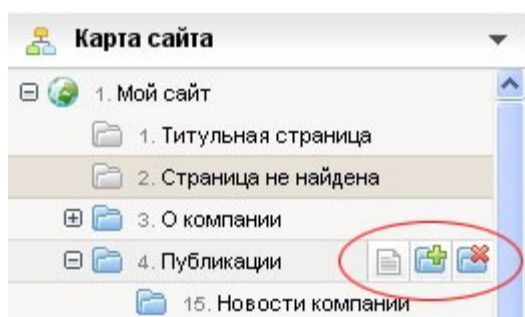 Карта сайта
1. Мой сайт
1. Титульная страница
2. Страница не найдена
3. О компании
4. Публикации
15. Новости компании